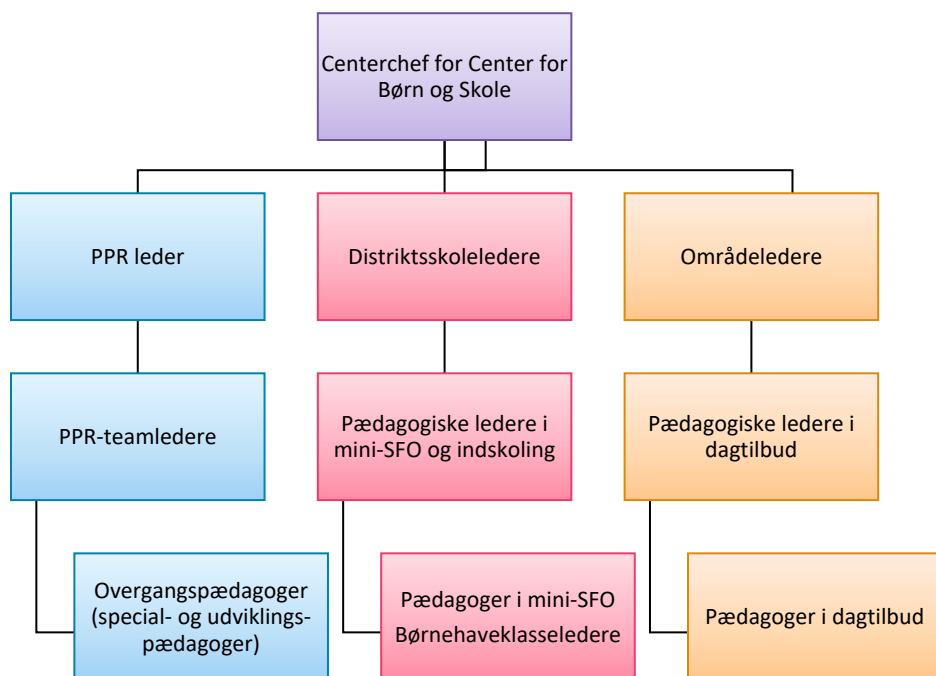 Centerchef for Center for
Børn og Skole
PPR leder
Distriktsskoleledere
Områdeledere
PPR-teamledere
Pædagogiske ledere i
mini-SFO og indskoling
Pædagogiske ledere i
dagtilbud
Overgangspædagoger
(special- og udviklings-
pædagoger)
Pædagoger i mini-SFO
Børnehaveklasseledere
Pædagoger i dagtilbud